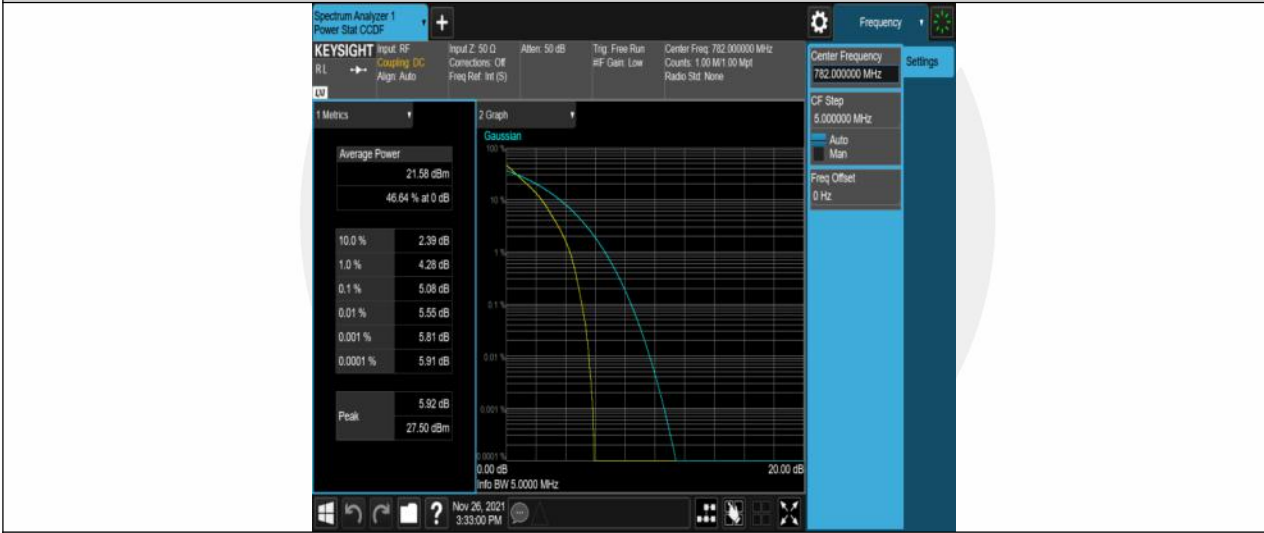 Spectrum Analyzer 1
Power Stat CCDF
+
Frequency
KEYSIGHT
RL
LV
Input: RF
Coupling: DC
Align: Auto
Input Z: 50 Ω
Corrections: Off
Freq Ref: Int (S)
Atten: 50 dB
Trig: Free Run
#IF Gain: Low
Center Freq: 782.000000 MHz
Counts: 1.00 M/1.00 Mpt
Radio Std: None
Center Frequency
782.000000 MHz
Settings
CF Step
5.000000 MHz
Auto
Man
Freq Offset
0 Hz
1 Metrics
Average Power
21.58 dBm
46.64 % at 0 dB
10.0 % 2.39 dB
1.0 % 4.28 dB
0.1 % 5.08 dB
0.01 % 5.55 dB
0.001 % 5.81 dB
0.0001 % 5.91 dB
Peak
5.92 dB
27.50 dBm
2 Graph
Gaussian
100 %
10 %
1 %
0.1 %
0.01 %
0.001 %
0.0001 %
0.00 dB 20.00 dB
Info BW 5.0000 MHz
?
Nov 26, 2021
3:33:00 PM